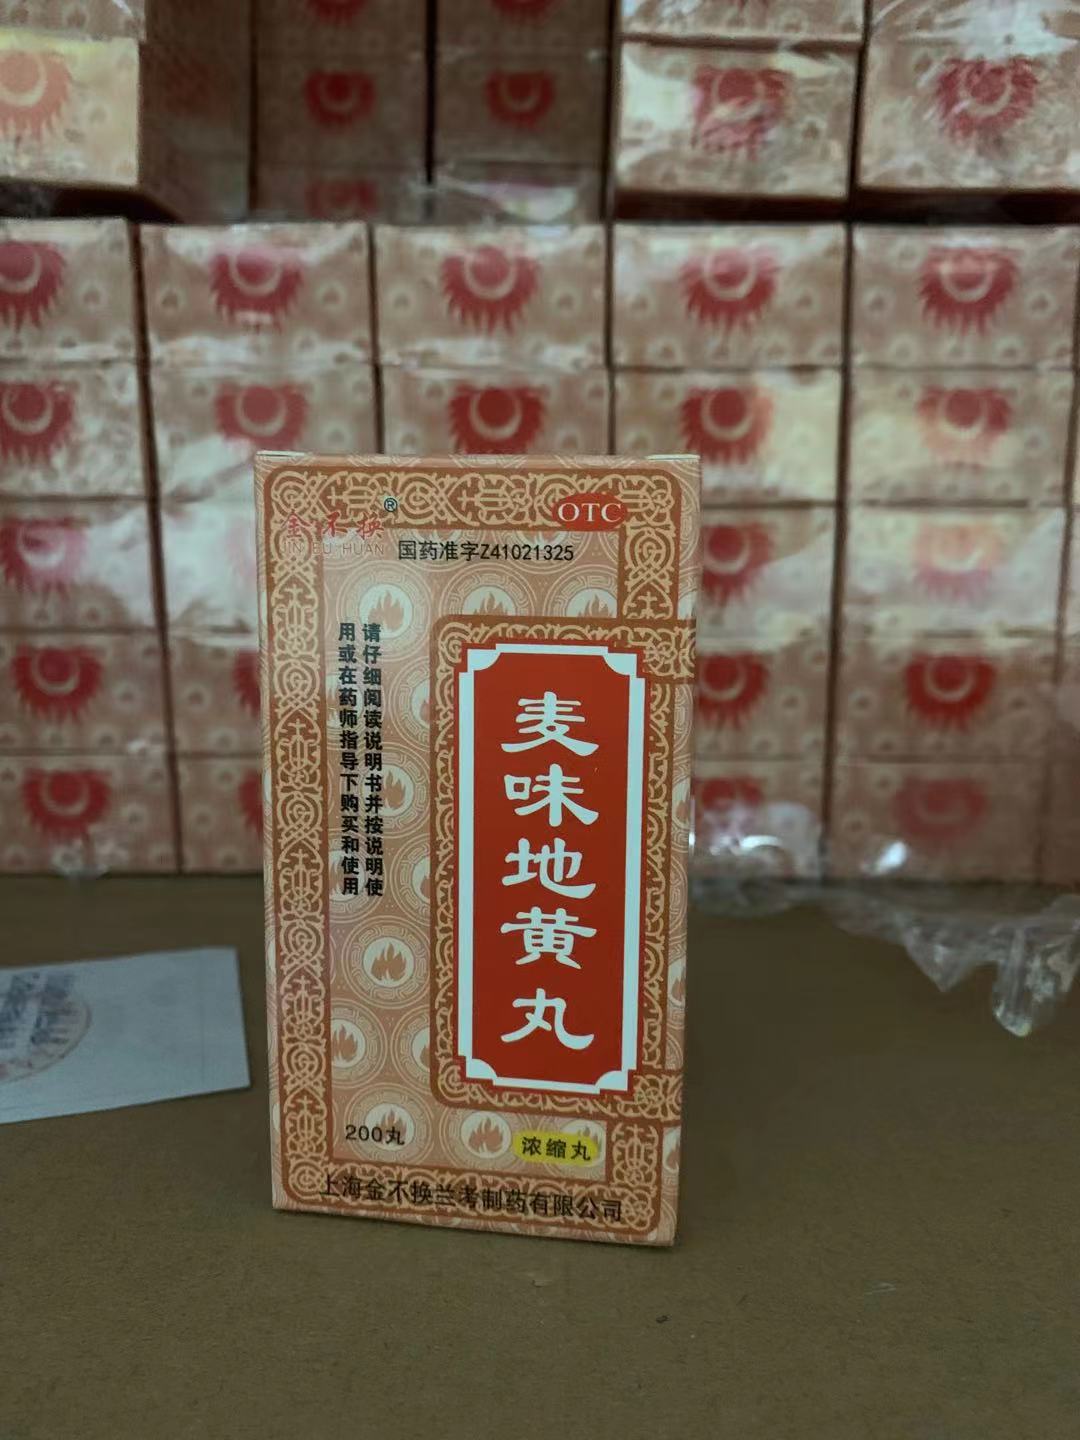 金不换®
JIN BU HUAN
OTC
国药准字Z41021325
请仔细阅读说明书并按说明使
用或在药师指导下购买和使用
麦味地黄丸
200丸
浓缩丸
上海金不换兰考制药有限公司